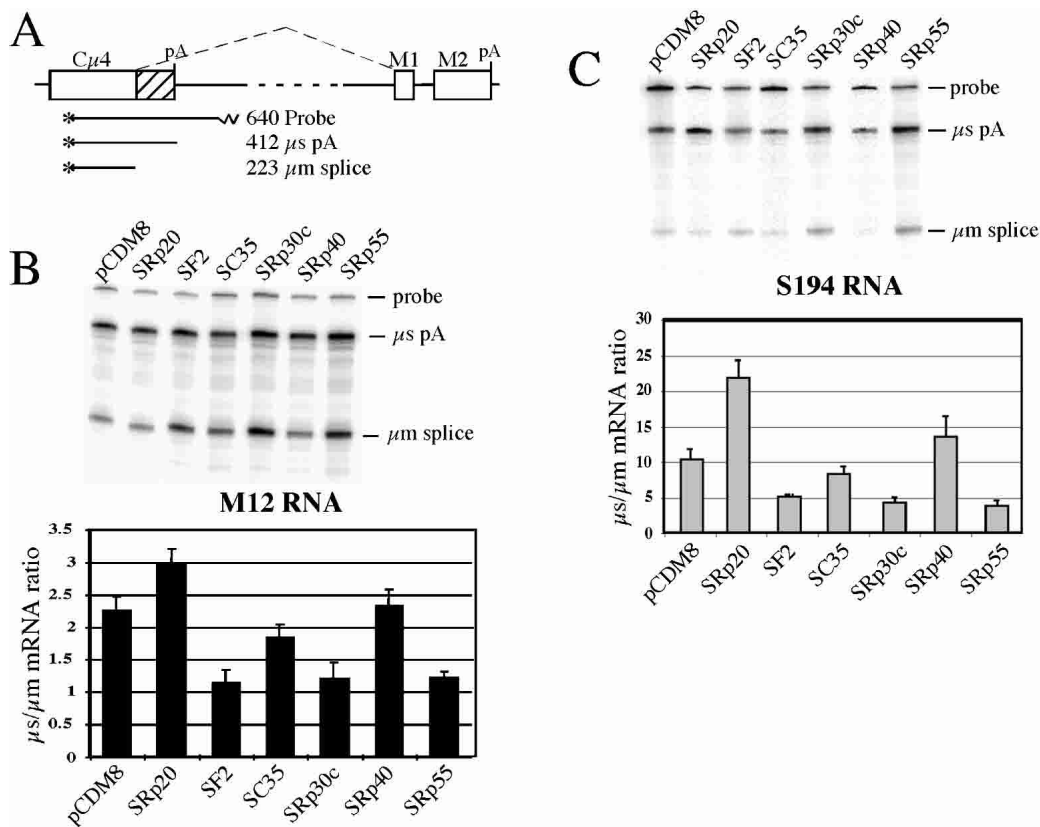 A
Cμ4
pA
M1
M2
pA
*
640 Probe
*
412 μs pA
*
223 μm splice
B
pCDM8
SRp20
SF2
SC35
SRp30c
SRp40
SRp55
probe
μs pA
μm splice
M12 RNA
μs/μm mRNA ratio
3.5
3
2.5
2
1.5
1
0.5
0
pCDM8
SRp20
SF2
SC35
SRp30c
SRp40
SRp55
C
pCDM8
SRp20
SF2
SC35
SRp30c
SRp40
SRp55
probe
μs pA
μm splice
S194 RNA
μs/μm mRNA ratio
30
25
20
15
10
5
0
pCDM8
SRp20
SF2
SC35
SRp30c
SRp40
SRp55